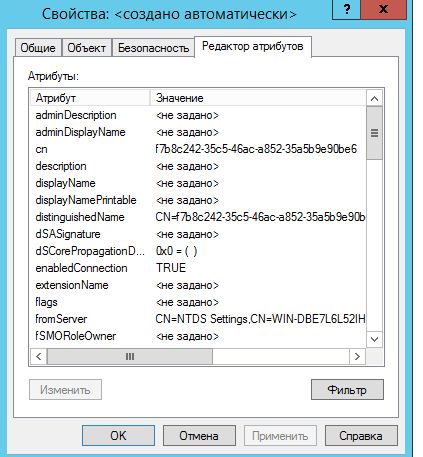 Свойства: <создано автоматически>
? x
Общие Объект Безопасность Редактор атрибутов
Атрибуты:
Атрибут Значение
adminDescription <не задано>
adminDisplayName <не задано>
cn f7b8c242-35c5-46ac-a852-35a5b9e90be6
description <не задано>
displayName <не задано>
displayNamePrintable <не задано>
distinguishedName CN=f7b8c242-35c5-46ac-a852-35a5b9e90b
dSASignature <не задано>
dSCorePropagationD... 0x0 = ( )
enabledConnection TRUE
extensionName <не задано>
flags <не задано>
fromServer CN=NTDS Settings,CN=WIN-DBE7L6L52IH
fSMORoleOwner <не задано>
Изменить Фильтр
OK Отмена Применить Справка